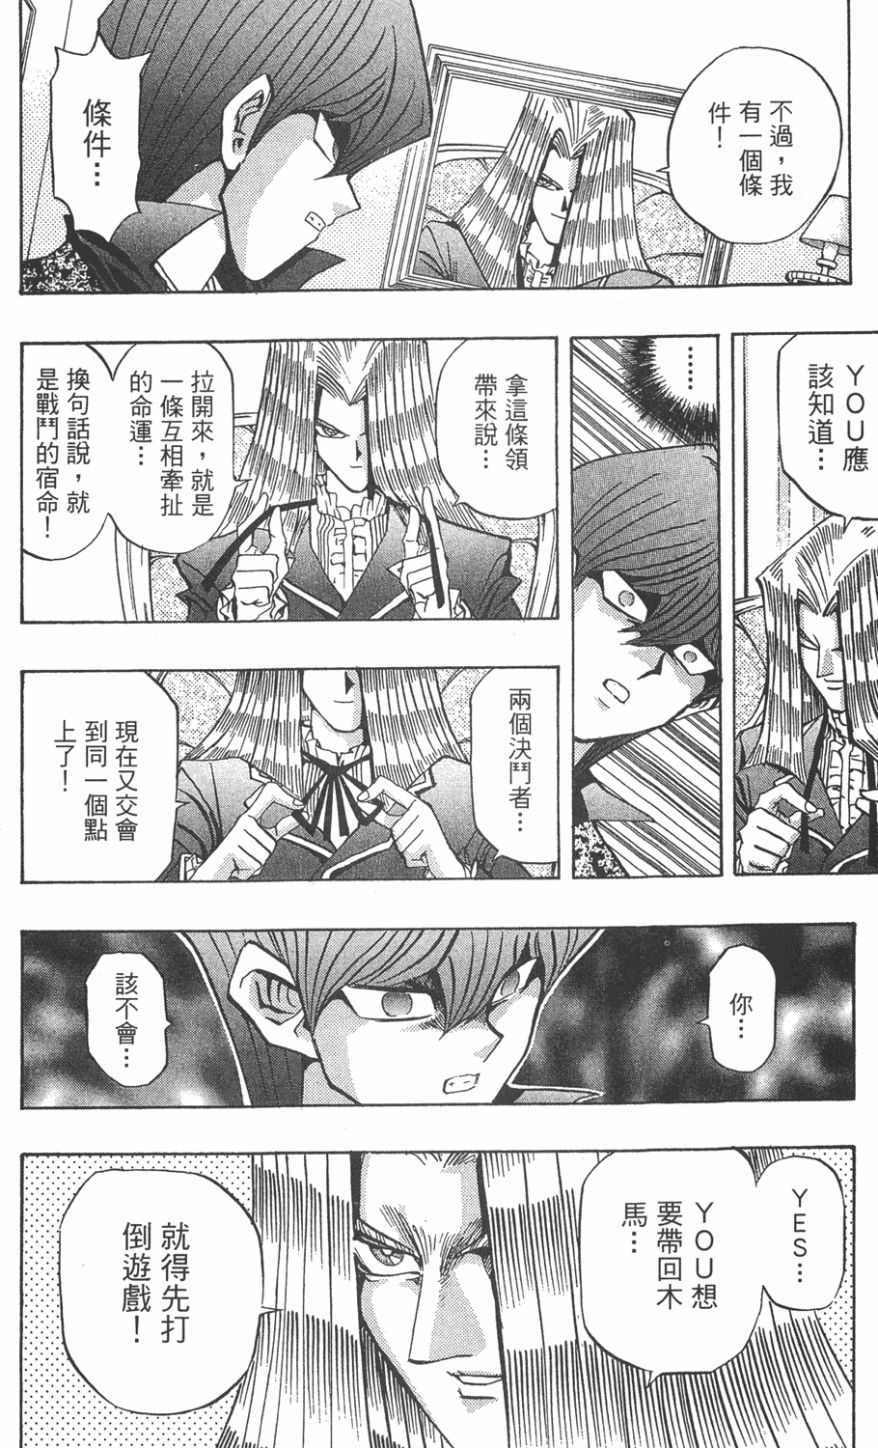 不過，我
有一個條
件！
條件…
ＹＯＵ應
該知道…
……
拿這條領
帶來說…
拉開來，就是
一條互相牽扯
的命運…
換句話說，就
是戰鬥的宿命！
兩個決鬥者…
現在又交會
到同一個點
上了！
你…
該不會…
YES…
ＹＯＵ想
要帶回木
馬…
就得先打
倒遊戲！